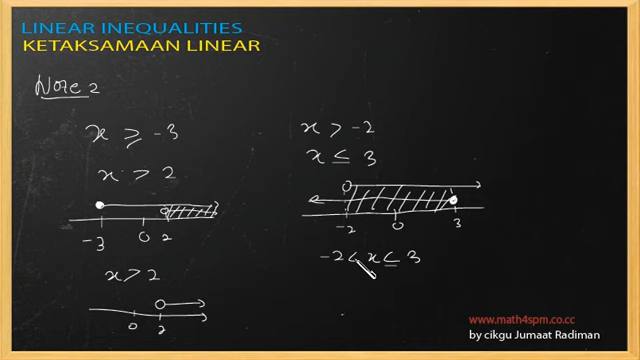 LINEAR INEQUALITIES
KETAKSAMAAN LINEAR
Note 2
x ≥ -3
x > 2
-3 0 2
x > 2
0 2
x > -2
x ≤ 3
-2 0 3
-2 < x ≤ 3
www.math4spm.co.cc
by cikgu Jumaat Radiman